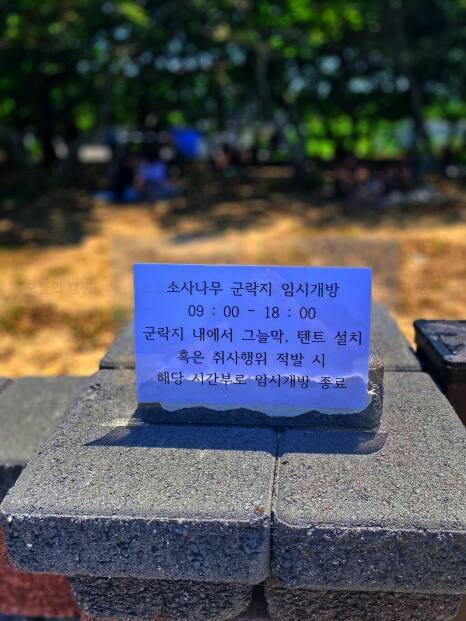 소사나무 군락지 임시개방
09 : 00 - 18 : 00
군락지 내에서 그늘막, 텐트 설치
혹은 취사행위 적발 시
해당 시간부로 임시개방 종료